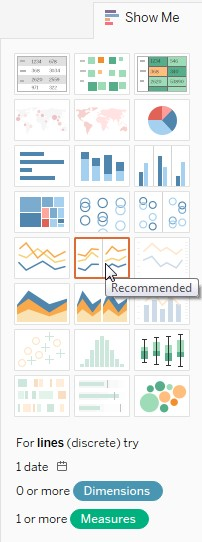 Show Me
Recommended
For lines (discrete) try
1 date
0 or more Dimensions
1 or more Measures